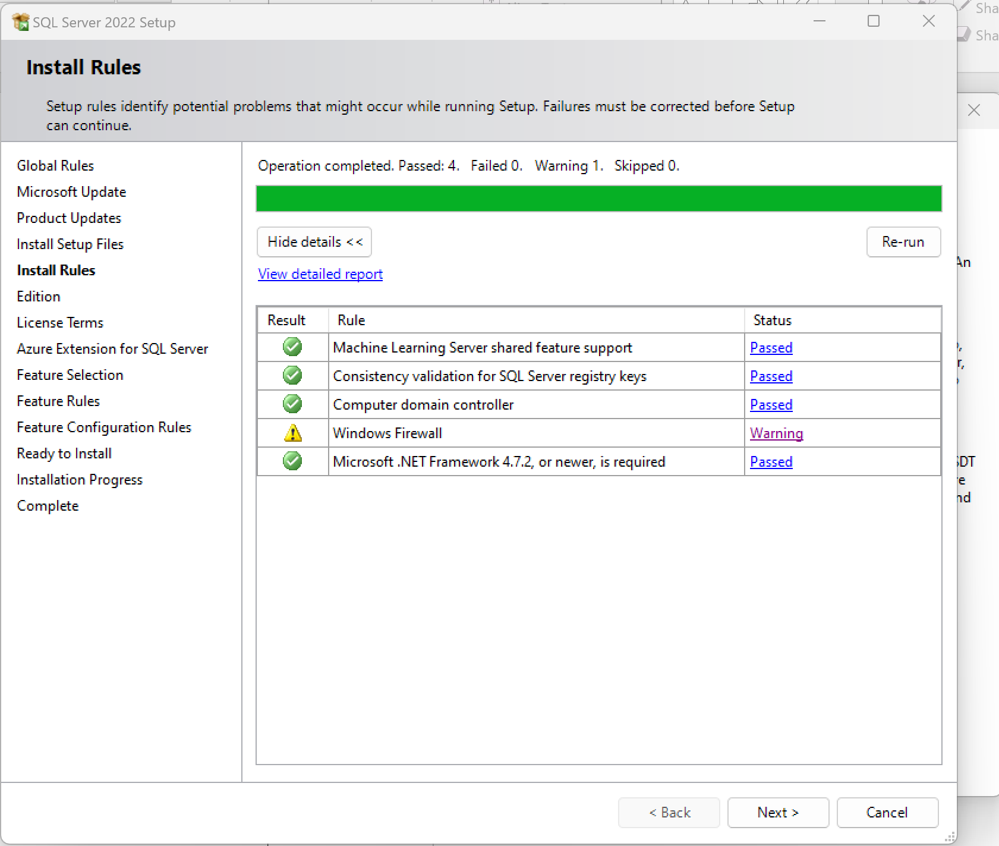 SQL Server 2022 Setup
Install Rules
Setup rules identify potential problems that might occur while running Setup. Failures must be corrected before Setup
can continue.
Global Rules
Microsoft Update
Product Updates
Install Setup Files
Install Rules
Edition
License Terms
Azure Extension for SQL Server
Feature Selection
Feature Rules
Feature Configuration Rules
Ready to Install
Installation Progress
Complete
Operation completed. Passed: 4.   Failed 0.   Warning 1.   Skipped 0.
Hide details <<
Re-run
View detailed report
Result Rule Status
Machine Learning Server shared feature support Passed
Consistency validation for SQL Server registry keys Passed
Computer domain controller Passed
Windows Firewall Warning
Microsoft .NET Framework 4.7.2, or newer, is required Passed
< Back
Next >
Cancel
Sha
Sha
An